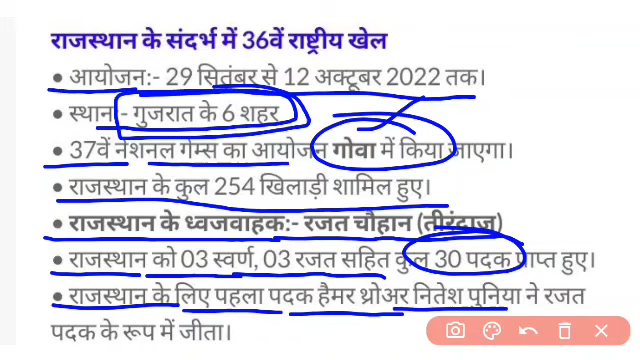 राजस्थान के संदर्भ में 36वें राष्ट्रीय खेल
• आयोजन:- 29 सितंबर से 12 अक्टूबर 2022 तक।
• स्थान - गुजरात के 6 शहर
• 37वें नेशनल गेम्स का आयोजन गोवा में किया जाएगा।
• राजस्थान के कुल 254 खिलाड़ी शामिल हुए।
• राजस्थान के ध्वजवाहक:- रजत चौहान (तीरंदाज)
• राजस्थान को 03 स्वर्ण, 03 रजत सहित कुल 30 पदक प्राप्त हुए।
• राजस्थान के लिए पहला पदक हैमर थ्रोअर नितेश पुनिया ने रजत
पदक के रूप में जीता।